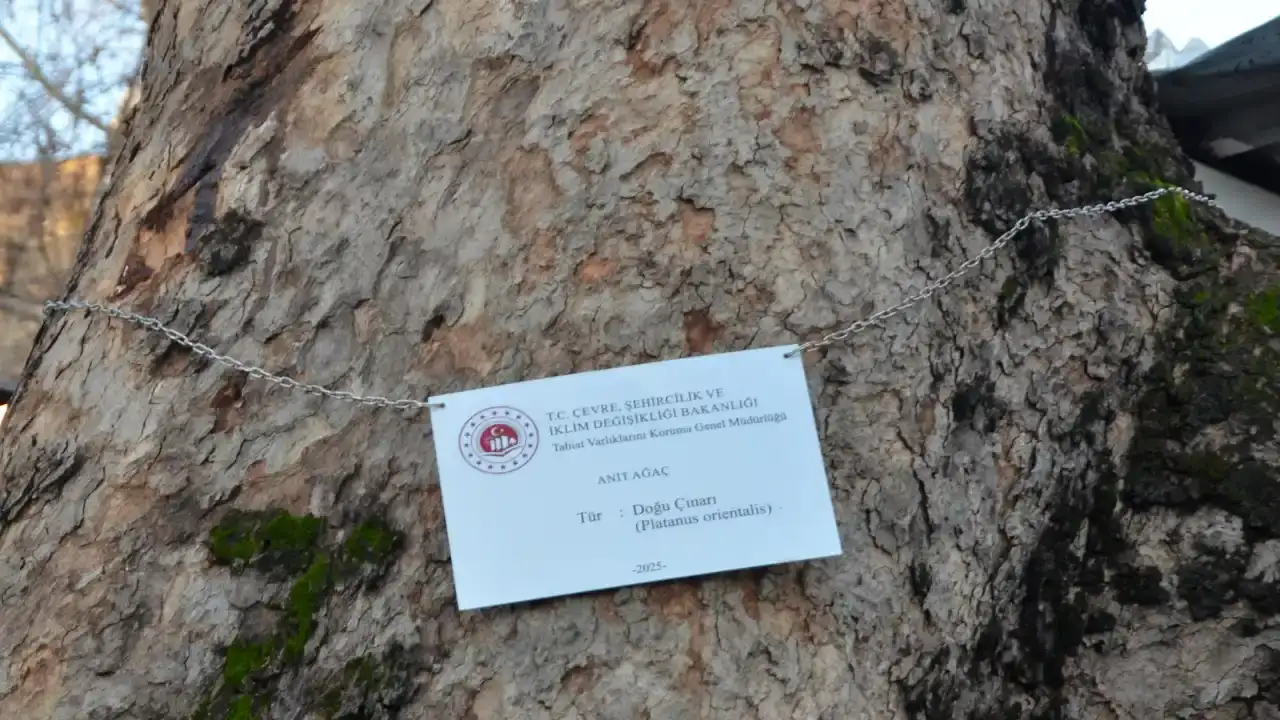 T.C. ÇEVRE, ŞEHİRCİLİK VE
İKLİM DEĞİŞİKLİĞİ BAKANLIĞI
Tabiat Varlıklarını Koruma Genel Müdürlüğü
ANIT AĞAÇ
Tür : Doğu Çınarı
(Platanus orientalis)
-2025-